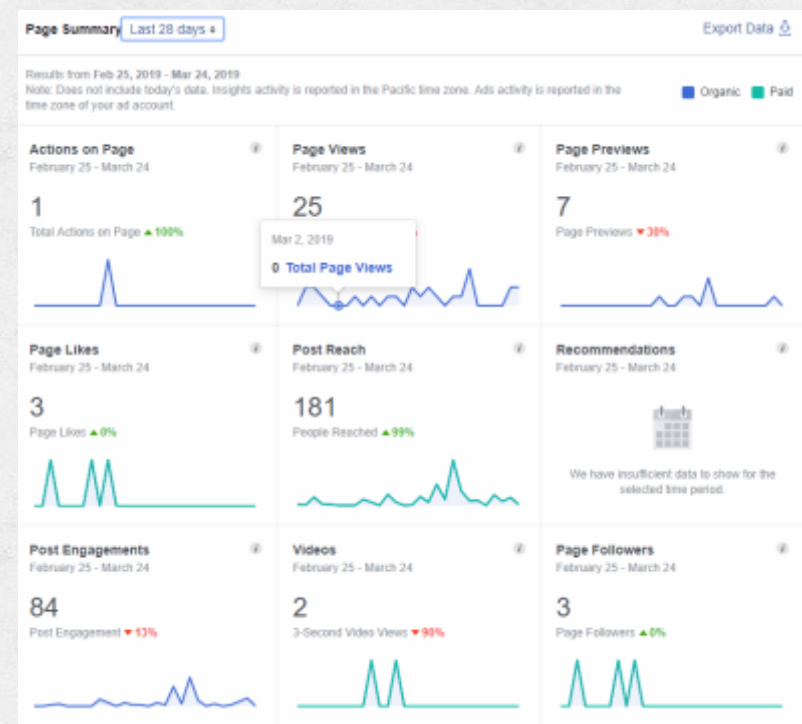 Page Summary Last 28 days
Export Data
Results from Feb 25, 2019 - Mar 24, 2019
Note: Does not include today's data. Insights activity is reported in the Pacific time zone. Ads activity is reported in the
time zone of your ad account.
Organic Paid
Actions on Page
February 25 - March 24
1
Total Actions on Page ▲100%
Page Views
February 25 - March 24
25
Mar 2, 2019
0 Total Page Views
Page Previews
February 25 - March 24
7
Page Previews ▼30%
Page Likes
February 25 - March 24
3
Page Likes ▲0%
Post Reach
February 25 - March 24
181
People Reached ▲99%
Recommendations
February 25 - March 24
We have insufficient data to show for the
selected time period.
Post Engagements
February 25 - March 24
84
Post Engagement ▼13%
Videos
February 25 - March 24
2
3-Second Video Views ▼90%
Page Followers
February 25 - March 24
3
Page Followers ▲0%